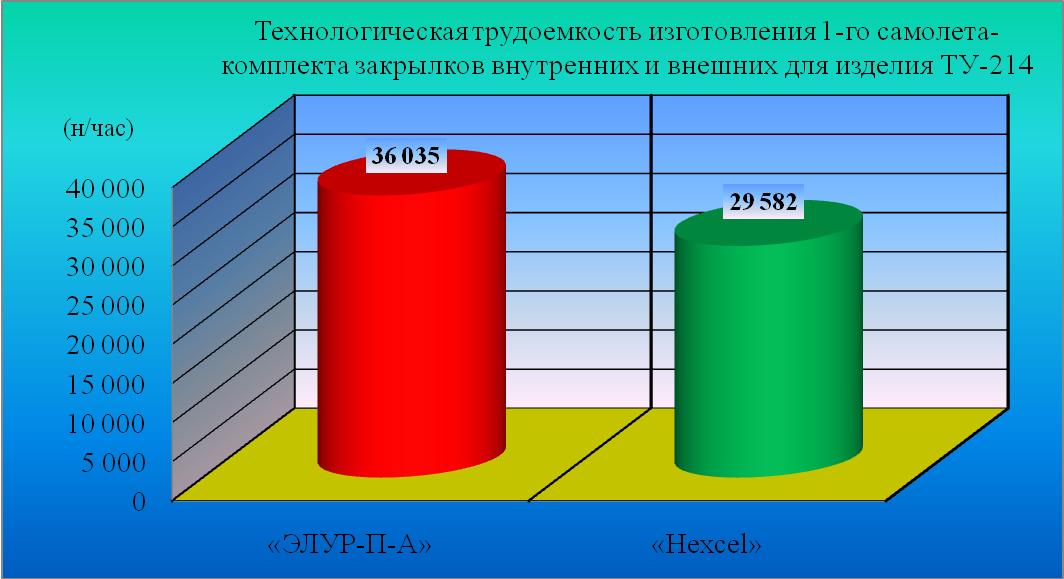 Технологическая трудоемкость изготовления 1-го самолета-
комплекта закрылков внутренних и внешних для изделия ТУ-214
(н/час)
36 035
29 582
40 000
35 000
30 000
25 000
20 000
15 000
10 000
5 000
0
«ЭЛУР-П-А»
«Hexcel»